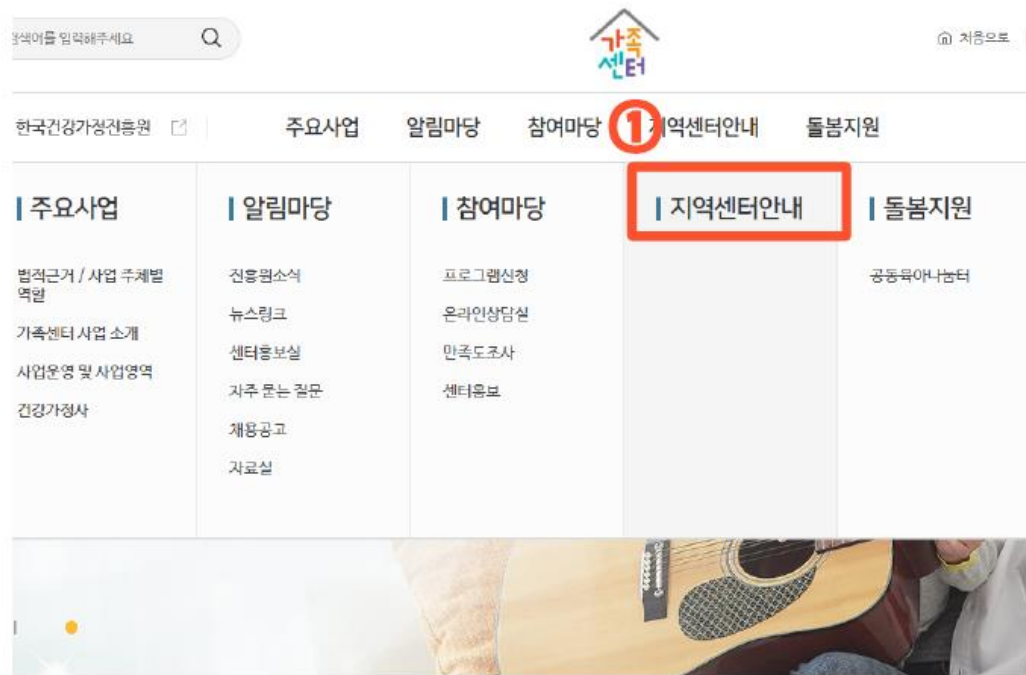 검색어를 입력해주세요
가족
센터
처음으로
한국건강가정진흥원
주요사업 알림마당 참여마당 ① 지역센터안내 돌봄지원
주요사업
법적근거 / 사업 주체별
역할
가족센터 사업 소개
사업운영 및 사업영역
건강가정사
알림마당
진흥원소식
뉴스링크
센터홍보실
자주 묻는 질문
채용공고
자료실
참여마당
프로그램신청
온라인상담실
만족도조사
센터홍보
지역센터안내
돌봄지원
공동육아나눔터